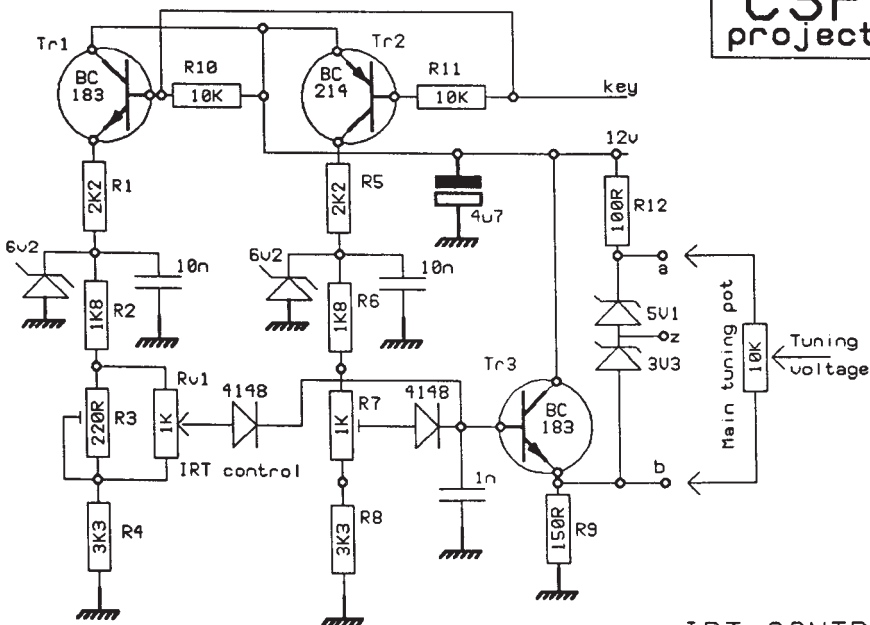 project
Tr1
Tr2
BC
183
R10
10K
BC
214
R11
10K
key
12v
2K2
R1
2K2
R5
4u7
100R
R12
6v2
10n
6v2
10n
a
1K8
R2
1K8
R6
5V1
z
3V3
Main tuning pot
10K
Tuning
voltage
Tr3
220R
R3
Rv1
1K
4148
1K
R7
4148
BC
183
IRT control
1n
b
3K3
R4
3K3
R8
150R
R9